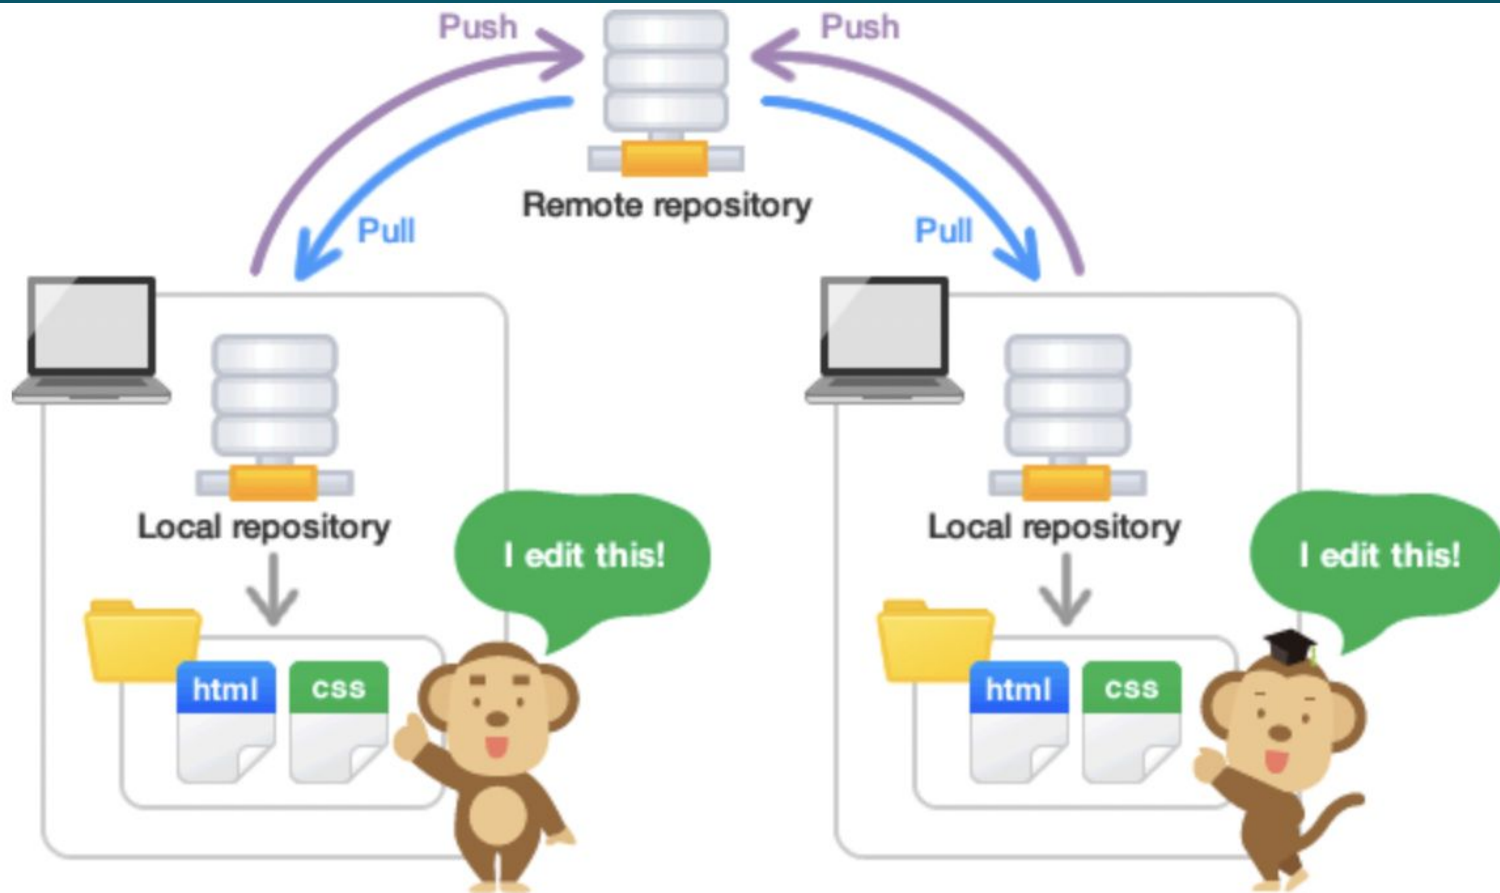 Push
Push
Remote repository
Pull
Pull
Local repository
Local repository
I edit this!
I edit this!
html
css
html
css